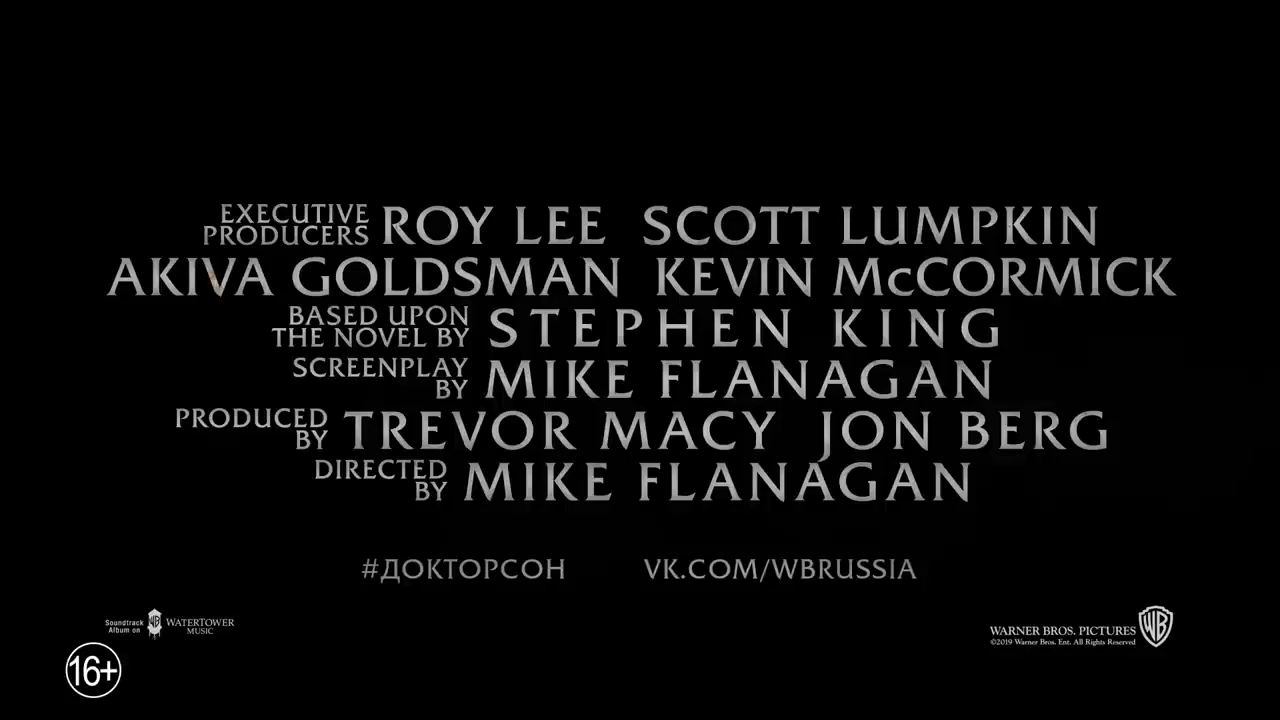 EXECUTIVE PRODUCERS ROY LEE SCOTT LUMPKIN
AKIVA GOLDSMAN KEVIN McCORMICK
BASED UPON THE NOVEL BY STEPHEN KING
SCREENPLAY BY MIKE FLANAGAN
PRODUCED BY TREVOR MACY JON BERG
DIRECTED BY MIKE FLANAGAN
#ДОКТОРСОН VK.COM/WBRUSSIA
Soundtrack Album on WB WATERTOWER MUSIC
WARNER BROS. PICTURES WB
©2019 Warner Bros. Ent. All Rights Reserved
16+